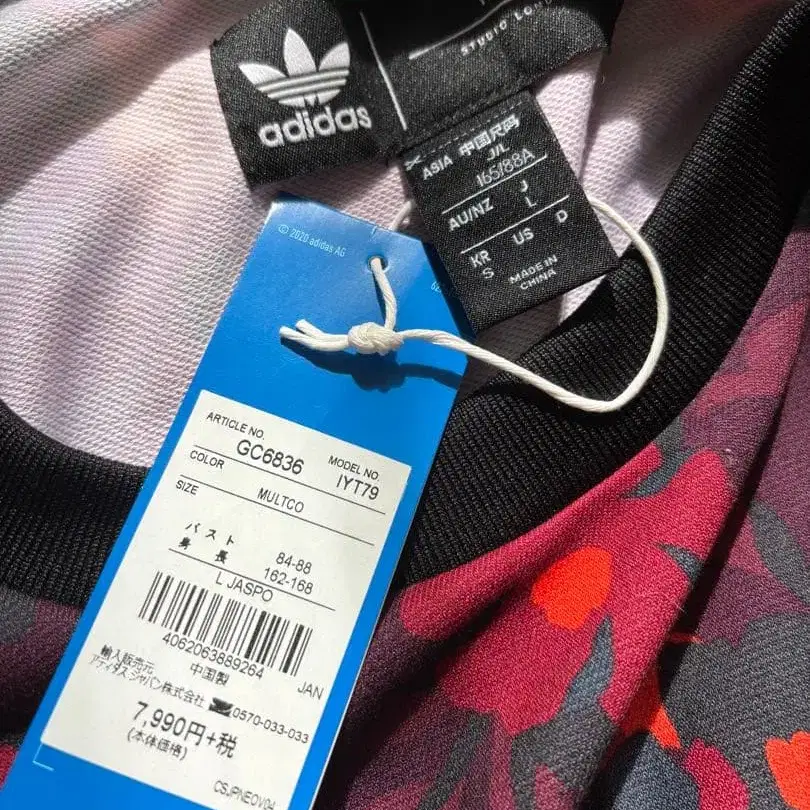 STUDIO LON
adidas
ASIA 中国尺码
J/L
165/88A
AU/NZ J
L
KR US D
S
MADE IN
CHINA
© 2020 adidas AG
ARTICLE NO.
GC6836
MODEL NO.
IYT79
COLOR
MULTCO
SIZE
バスト 84-88
身長 162-168
L JASPO
4062063889264
JAN
中国製
輸入販売元
アディダス ジャパン株式会社
0570-033-033
7,990円+税
(本体価格)
CSJPNEOV04